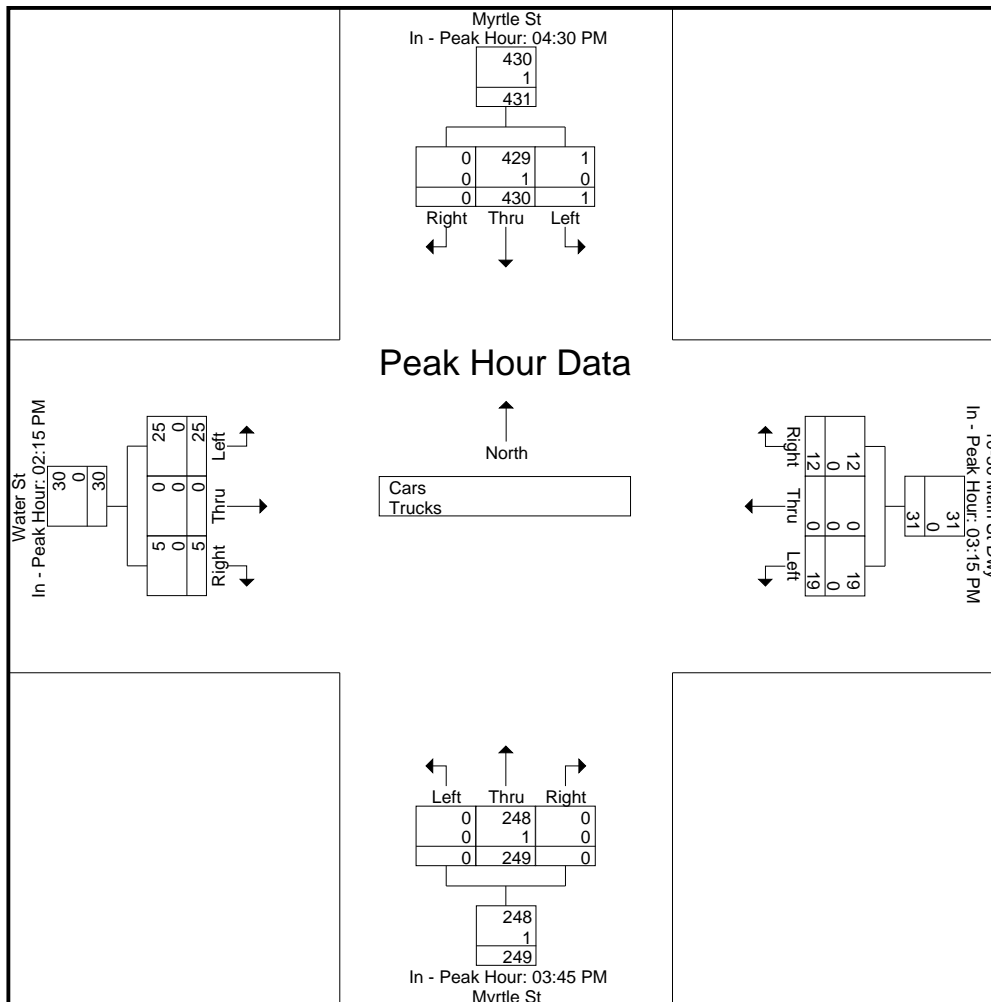 Myrtle St
In - Peak Hour: 04:30 PM
430
1
431
0 429 1
0 1 0
0 430 1
Right Thru Left
Peak Hour Data
North
Cars
Trucks
Water St
In - Peak Hour: 02:15 PM
30
0
30
Left
25 0 25
Thru
0 0 0
Right
5 0 5
Main St
In - Peak Hour: 03:15 PM
31
0
31
Right
12 0 12
Thru
0 0 0
Left
19 0 19
Left Thru Right
0 248 0
0 1 0
0 249 0
248
1
249
In - Peak Hour: 03:45 PM
Myrtle St